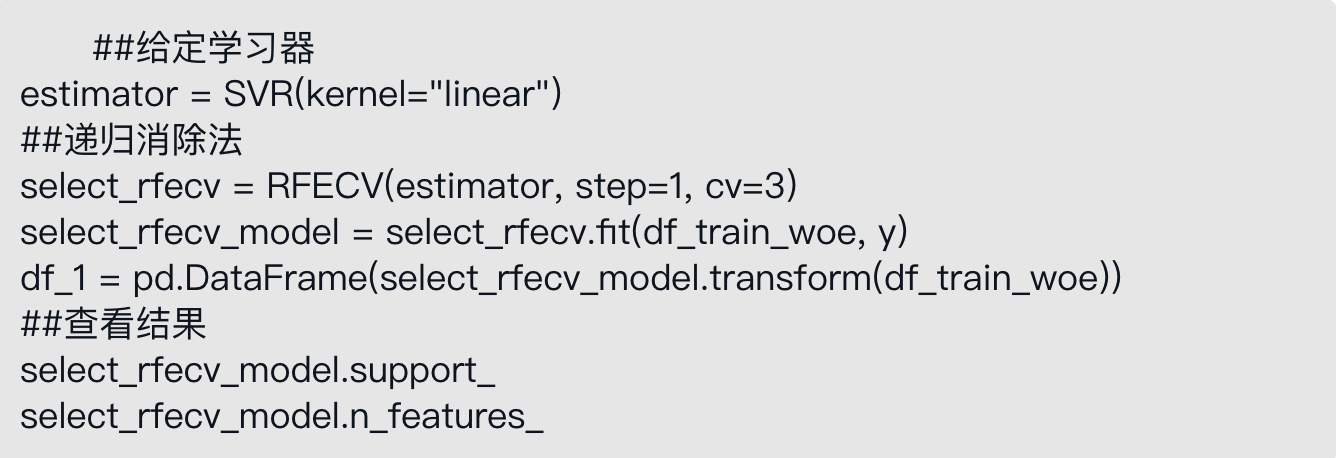 ##给定学习器
estimator = SVR(kernel="linear")
##递归消除法
select_rfecv = RFECV(estimator, step=1, cv=3)
select_rfecv_model = select_rfecv.fit(df_train_woe, y)
df_1 = pd.DataFrame(select_rfecv_model.transform(df_train_woe))
##查看结果
select_rfecv_model.support_
select_rfecv_model.n_features_